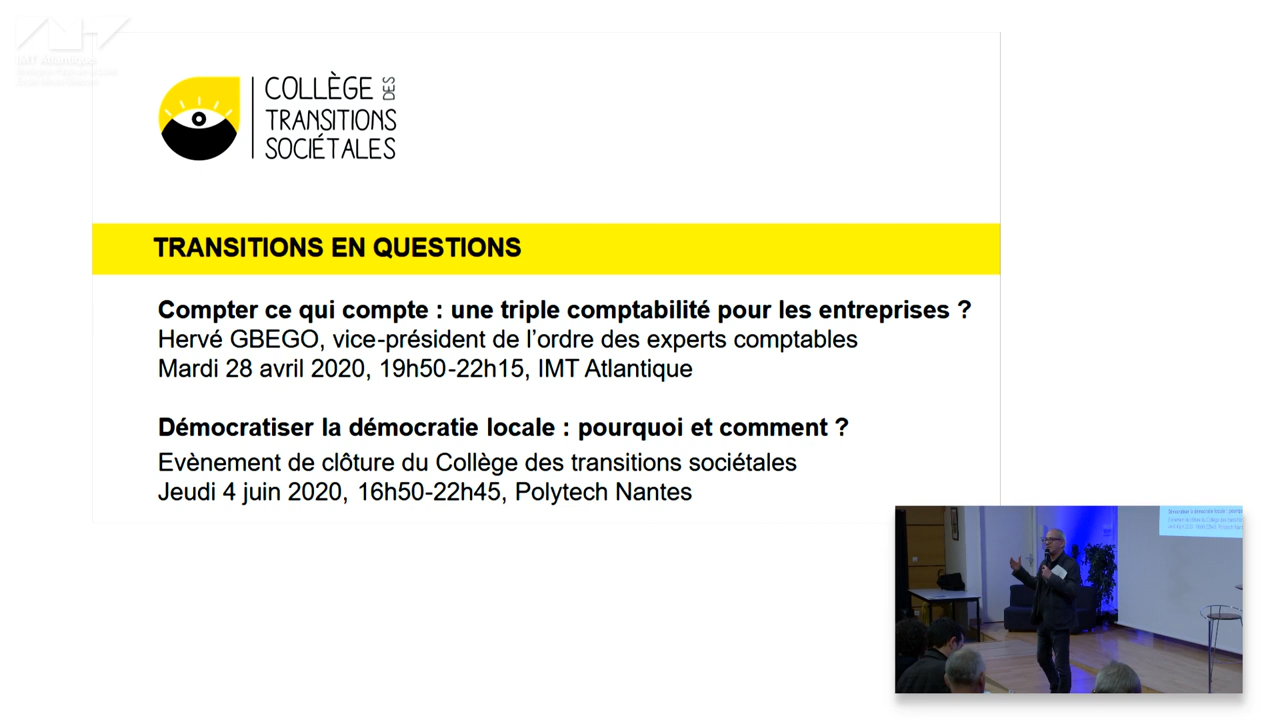 IMT Atlantique
COLLÈGE DES
TRANSITIONS
SOCIÉTALES
TRANSITIONS EN QUESTIONS
Compter ce qui compte : une triple comptabilité pour les entreprises ?
Hervé GBEGO, vice-président de l’ordre des experts comptables
Mardi 28 avril 2020, 19h50-22h15, IMT Atlantique
Démocratiser la démocratie locale : pourquoi et comment ?
Evènement de clôture du Collège des transitions sociétales
Jeudi 4 juin 2020, 16h50-22h45, Polytech Nantes